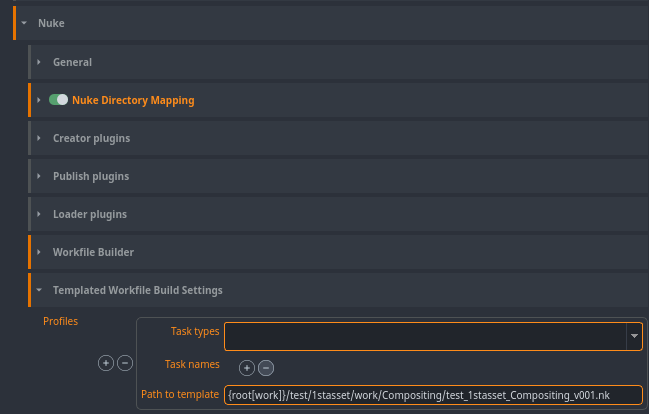 Nuke
General
Nuke Directory Mapping
Creator plugins
Publish plugins
Loader plugins
Workfile Builder
Templated Workfile Build Settings
Profiles
Task types
Task names
Path to template {root[work]}/test/1stasset/work/Compositing/test_1stasset_Compositing_v001.nk